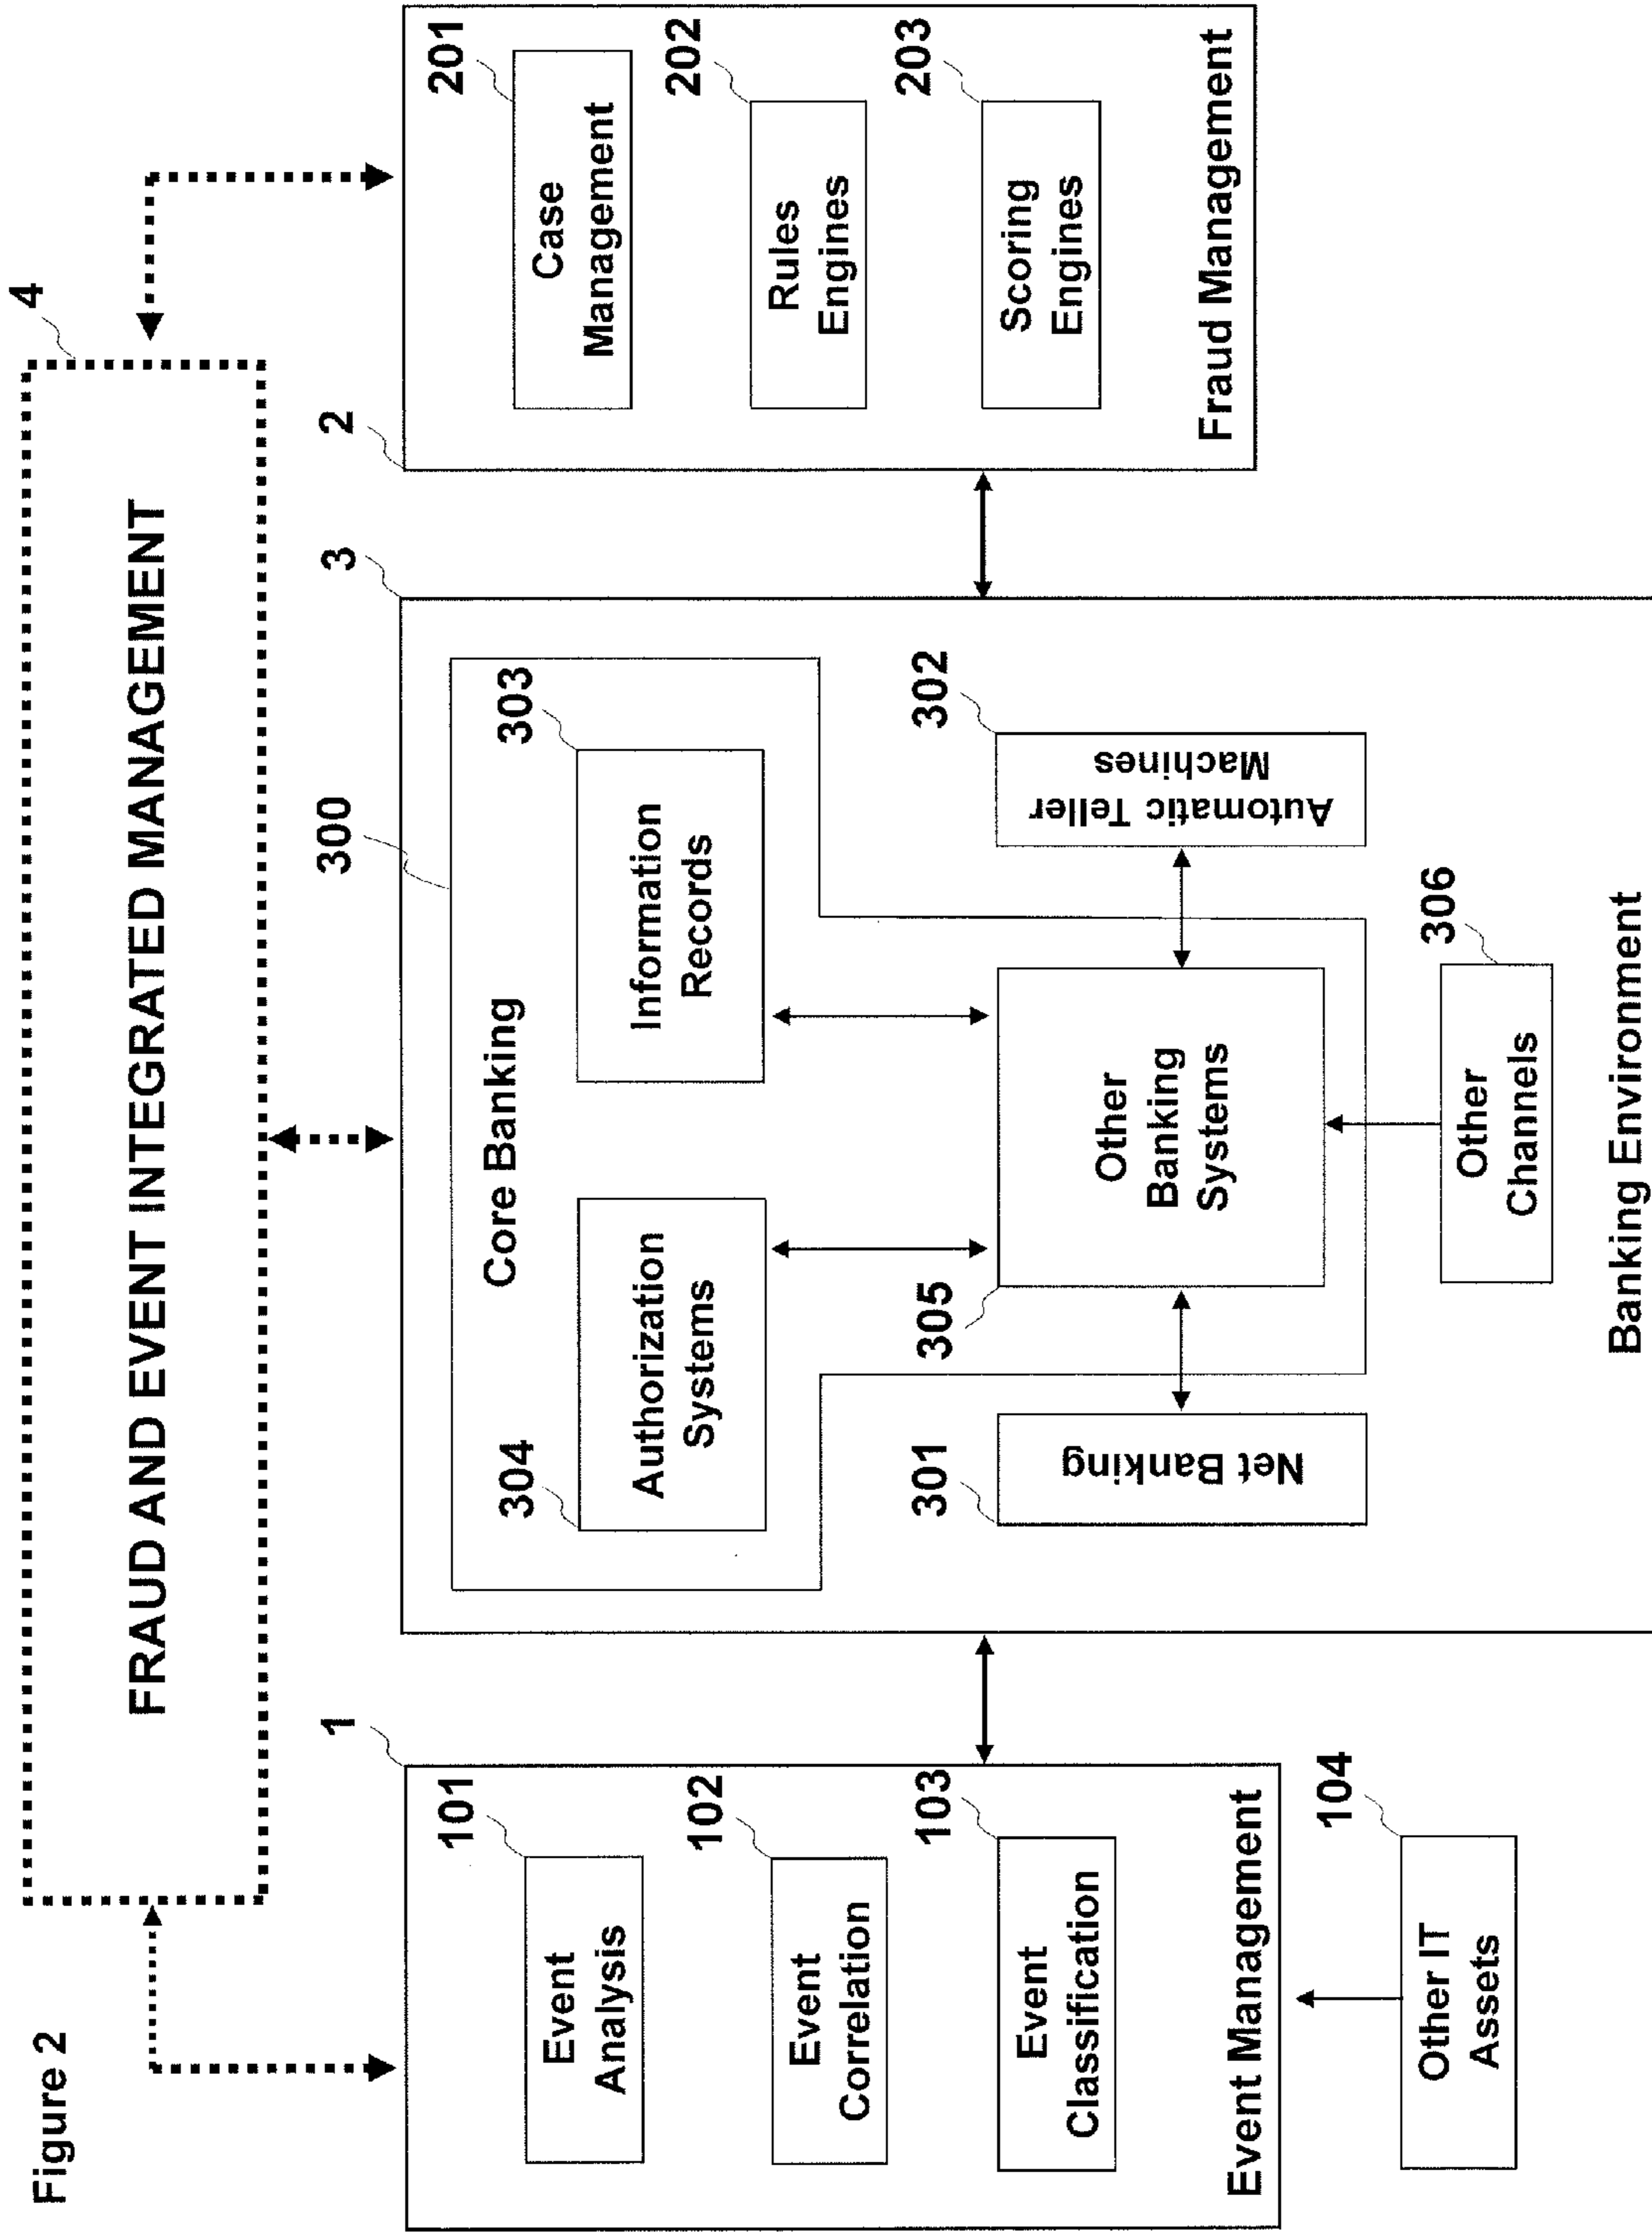 Figure 2
4
FRAUD AND EVENT INTEGRATED MANAGEMENT
1
101
Event
Analysis
102
Event
Correlation
103
Event
Classification
Event Management
104
Other IT
Assets
3
300
Core Banking
304
Authorization
Systems
303
Information
Records
305
Other
Banking
Systems
301
Net Banking
302
Automatic Teller
Machines
306
Other
Channels
Banking Environment
2
201
Case
Management
202
Rules
Engines
203
Scoring
Engines
Fraud Management